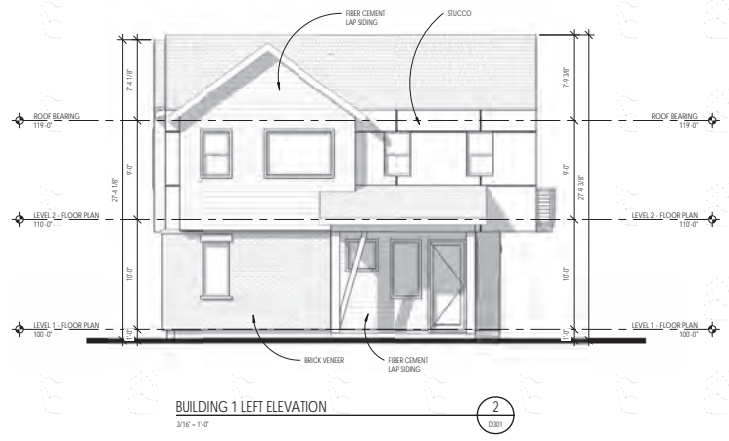 FIBER CEMENT
LAP SIDING
STUCCO
7'-4 1/8"
7'-9 3/8"
ROOF BEARING
119'-0"
ROOF BEARING
119'-0"
9'-0"
27'-4 1/8"
9'-0"
27'-9 3/8"
LEVEL 2 - FLOOR PLAN
110'-0"
LEVEL 2 - FLOOR PLAN
110'-0"
10'-0"
10'-0"
LEVEL 1 - FLOOR PLAN
100'-0"
LEVEL 1 - FLOOR PLAN
100'-0"
1'-0"
1'-0"
BRICK VENEER
FIBER CEMENT
LAP SIDING
BUILDING 1 LEFT ELEVATION
3/16" = 1'-0"
2
D301